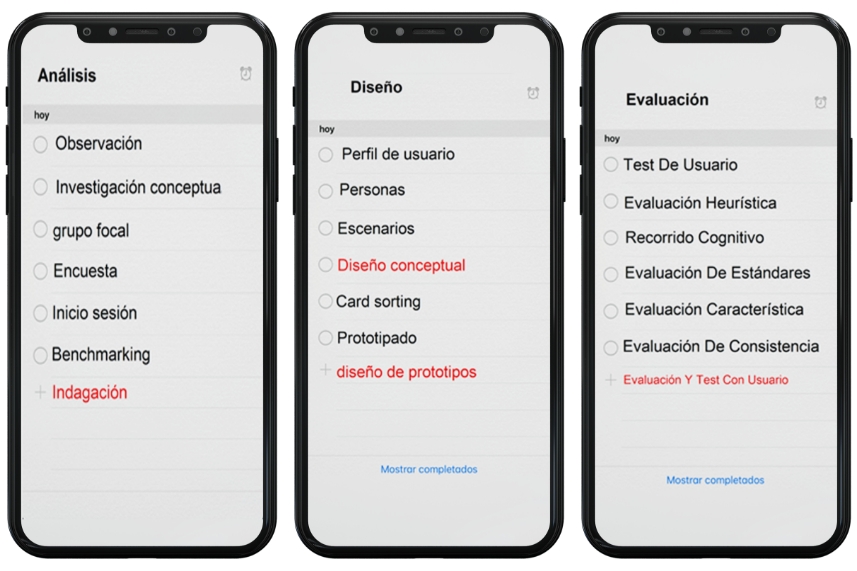 Análisis
hoy
Observación
Investigación conceptua
grupo focal
Encuesta
Inicio sesión
Benchmarking
Indagación
Diseño
hoy
Perfil de usuario
Personas
Escenarios
Diseño conceptual
Card sorting
Prototipado
diseño de prototipos
Mostrar completados
Evaluación
hoy
Test De Usuario
Evaluación Heurística
Recorrido Cognitivo
Evaluación De Estándares
Evaluación Característica
Evaluación De Consistencia
Evaluación Y Test Con Usuario
Mostrar completados